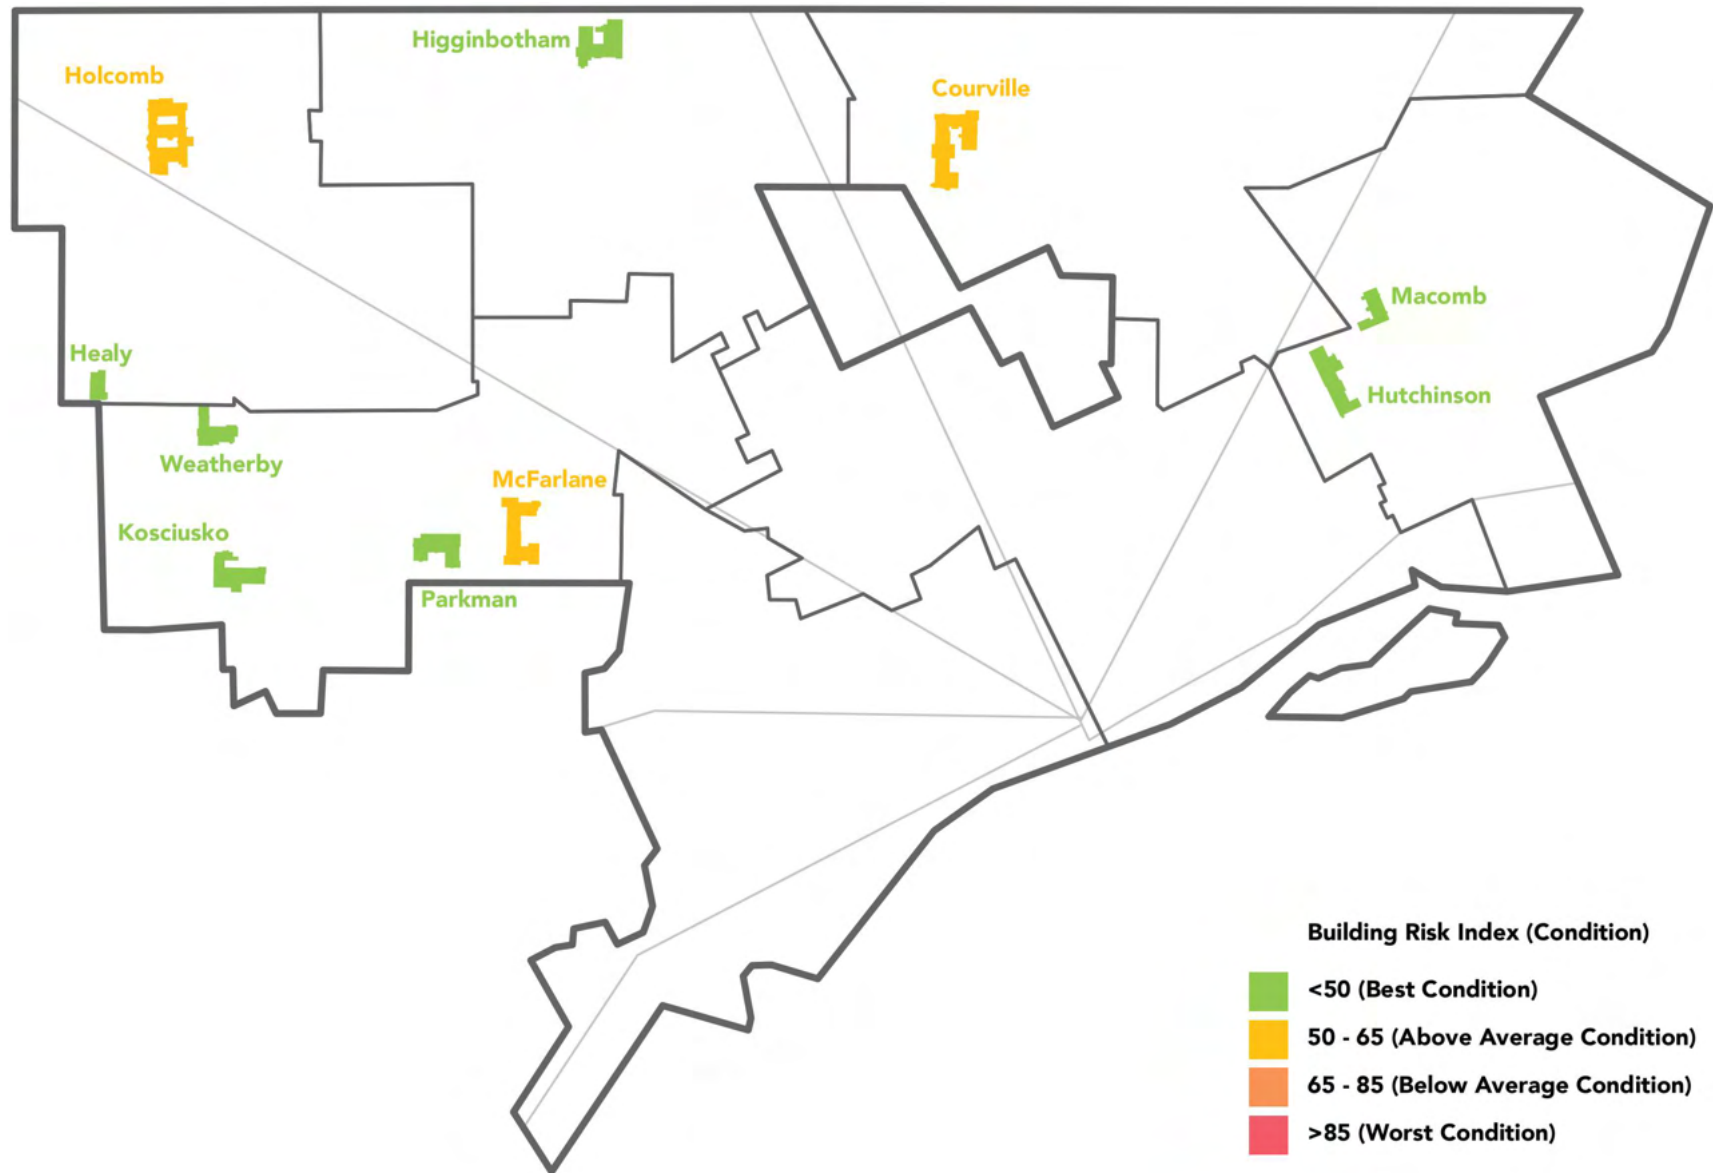 Higginbotham
Holcomb
Courville
Macomb
Healy
Hutchinson
Weatherby
McFarlane
Kosciusko
Parkman
Building Risk Index (Condition)
<50 (Best Condition)
50 - 65 (Above Average Condition)
65 - 85 (Below Average Condition)
>85 (Worst Condition)